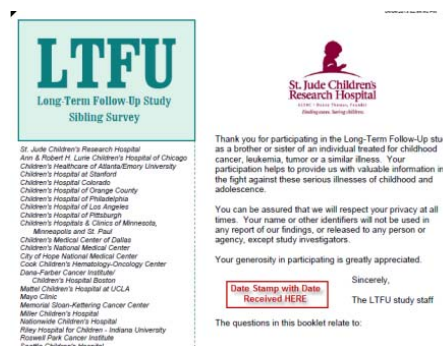 LTFU
Long-Term Follow-Up Study
Sibling Survey
St. Jude Children's Research Hospital
Ann & Robert H. Lurie Children's Hospital of Chicago
Children's Healthcare of Atlanta/Emory University
Children's Hospital at Stanford
Children's Hospital Colorado
Children's Hospital of Orange County
Children's Hospital of Philadelphia
Children's Hospital of Los Angeles
Children's Hospital of Pittsburgh
Children's Hospitals & Clinics of Minnesota,
Minneapolis and St. Paul
Children's Medical Center of Dallas
Children's National Medical Center
City of Hope National Medical Center
Cook Children's Hematology-Oncology Center
Dana-Farber Cancer Institute/
Children's Hospital Boston
Mattel Children's Hospital at UCLA
Mayo Clinic
Memorial Sloan-Kettering Cancer Center
Miller Children's Hospital
Nationwide Children's Hospital
Riley Hospital for Children - Indiana University
Roswell Park Cancer Institute
Seattle Children's Hospital
St. Jude Children's
Research Hospital
ALSAC • Danny Thomas, Founder
Finding cures. Saving children.
Thank you for participating in the Long-Term Follow-Up stu
as a brother or sister of an individual treated for childhood
cancer, leukemia, tumor or a similar illness. Your
participation helps to provide us with valuable information in
the fight against these serious illnesses of childhood and
adolescence.
You can be assured that we will respect your privacy at all
times. Your name or other identifiers will not be used in
any report of our findings, or released to any person or
agency, except study investigators.
Your generosity in participating is greatly appreciated.
Sincerely,
Date Stamp with Date
Received HERE
The LTFU study staff
The questions in this booklet relate to: